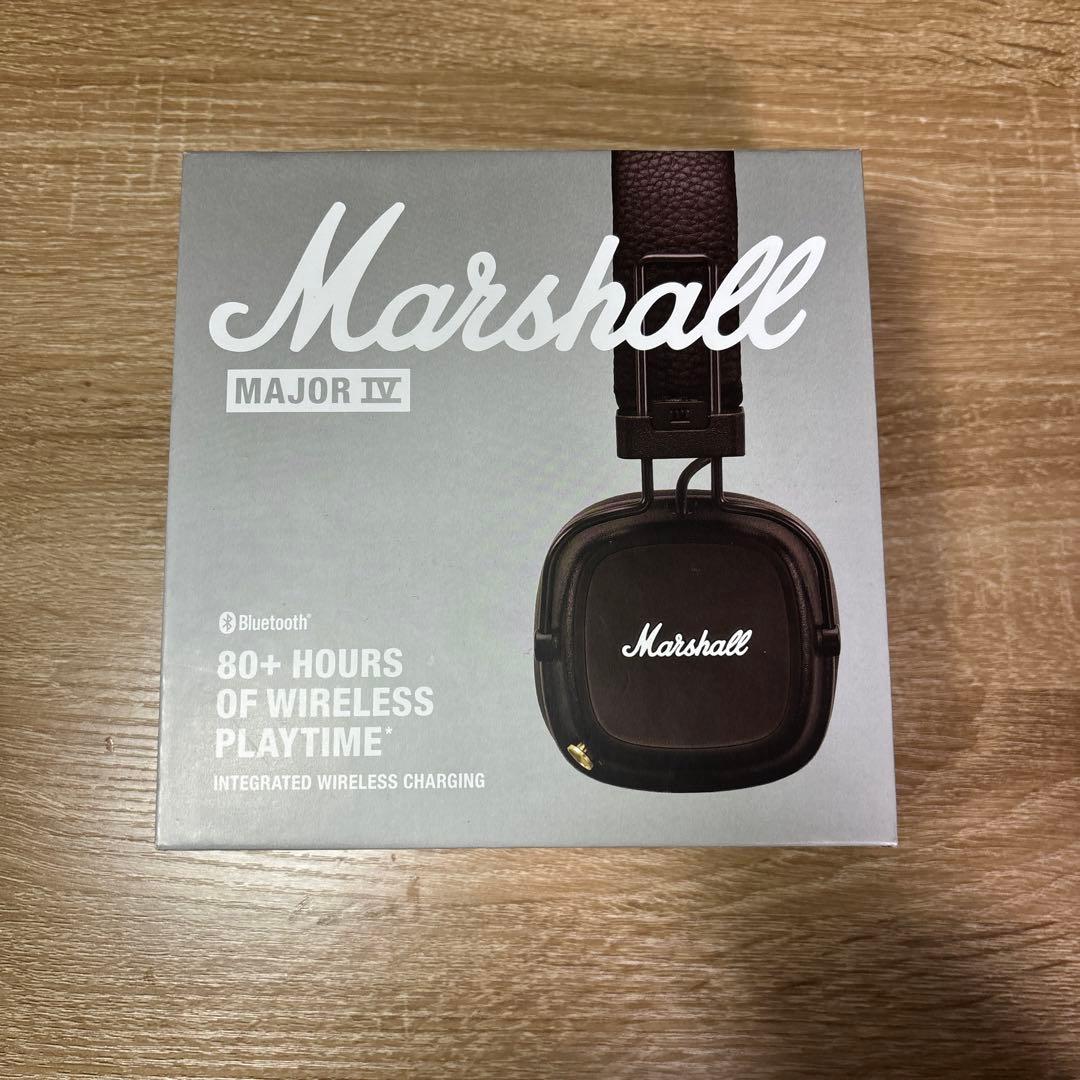 Marshall
MAJOR IV
Bluetooth®
80+ HOURS
OF WIRELESS
PLAYTIME*
INTEGRATED WIRELESS CHARGING
Marshall